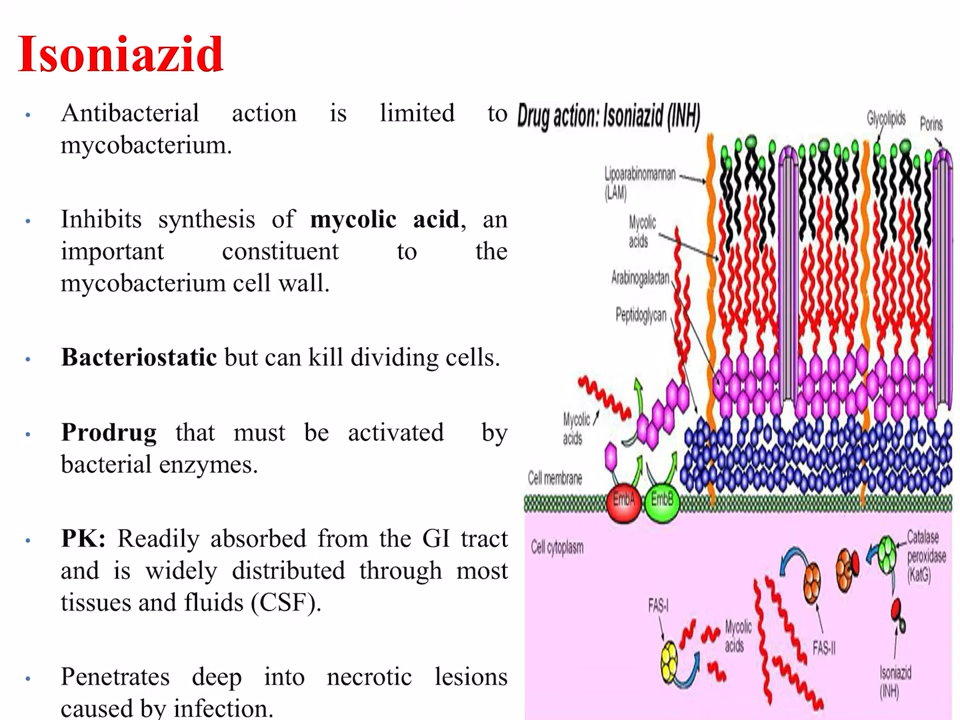 Isoniazid
• Antibacterial action is limited to
mycobacterium.
• Inhibits synthesis of mycolic acid, an
important constituent to the
mycobacterium cell wall.
• Bacteriostatic but can kill dividing cells.
• Prodrug that must be activated by
bacterial enzymes.
• PK: Readily absorbed from the GI tract
and is widely distributed through most
tissues and fluids (CSF).
• Penetrates deep into necrotic lesions
caused by infection.
Drug action: Isoniazid (INH)
Glycolipids
Porins
Lipoarabinomannan
(LAM)
Mycolic
acids
Arabinogalactan
Peptidoglycan
Mycolic
acids
Cell membrane
EmbA
EmbB
Cell cytoplasm
Catalase
peroxidase
(KatG)
FAS-I
Mycolic
acids
FAS-II
Isoniazid
(INH)